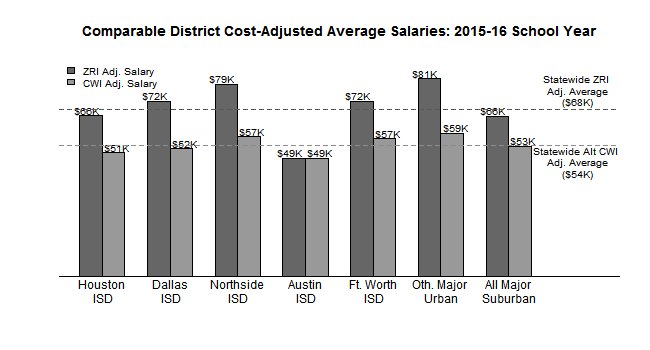 Comparable District Cost-Adjusted Average Salaries: 2015-16 School Year
ZRI Adj. Salary
CWI Adj. Salary
$66K
$51K
$72K
$52K
$79K
$57K
$49K
$49K
$72K
$57K
$81K
$59K
$66K
$53K
Statewide ZRI
Adj. Average
($68K)
Statewide Alt CWI
Adj. Average
($54K)
Houston
ISD
Dallas
ISD
Northside
ISD
Austin
ISD
Ft. Worth
ISD
Oth. Major
Urban
All Major
Suburban